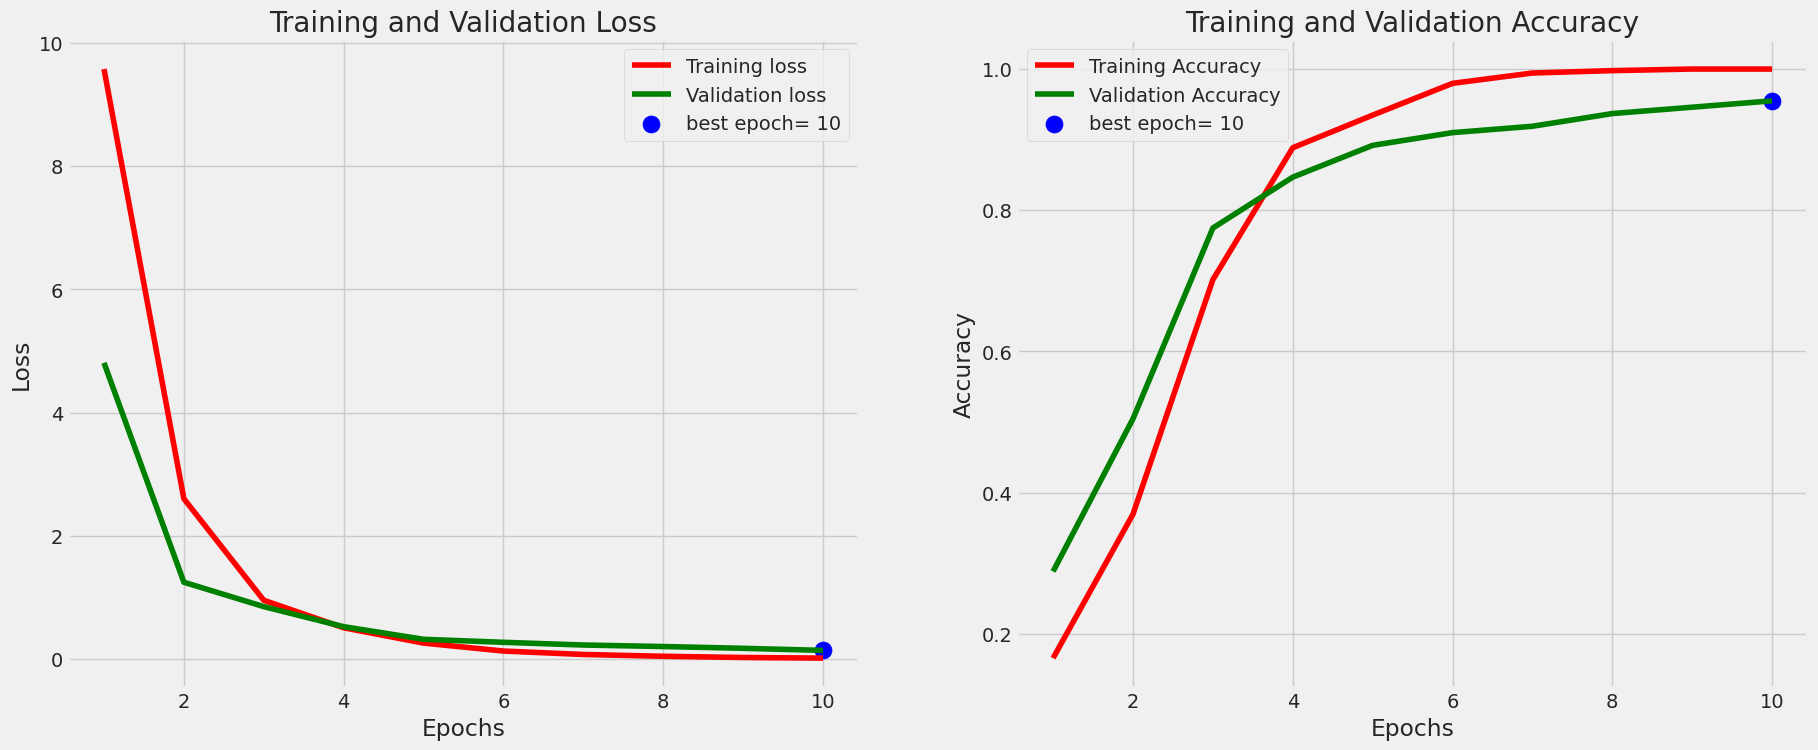 Training and Validation Loss
Training loss
Validation loss
best epoch= 10
10
8
6
4
2
0
Loss
2
4
6
8
10
Epochs
Training and Validation Accuracy
Training Accuracy
Validation Accuracy
best epoch= 10
1.0
0.8
0.6
0.4
0.2
Accuracy
2
4
6
8
10
Epochs